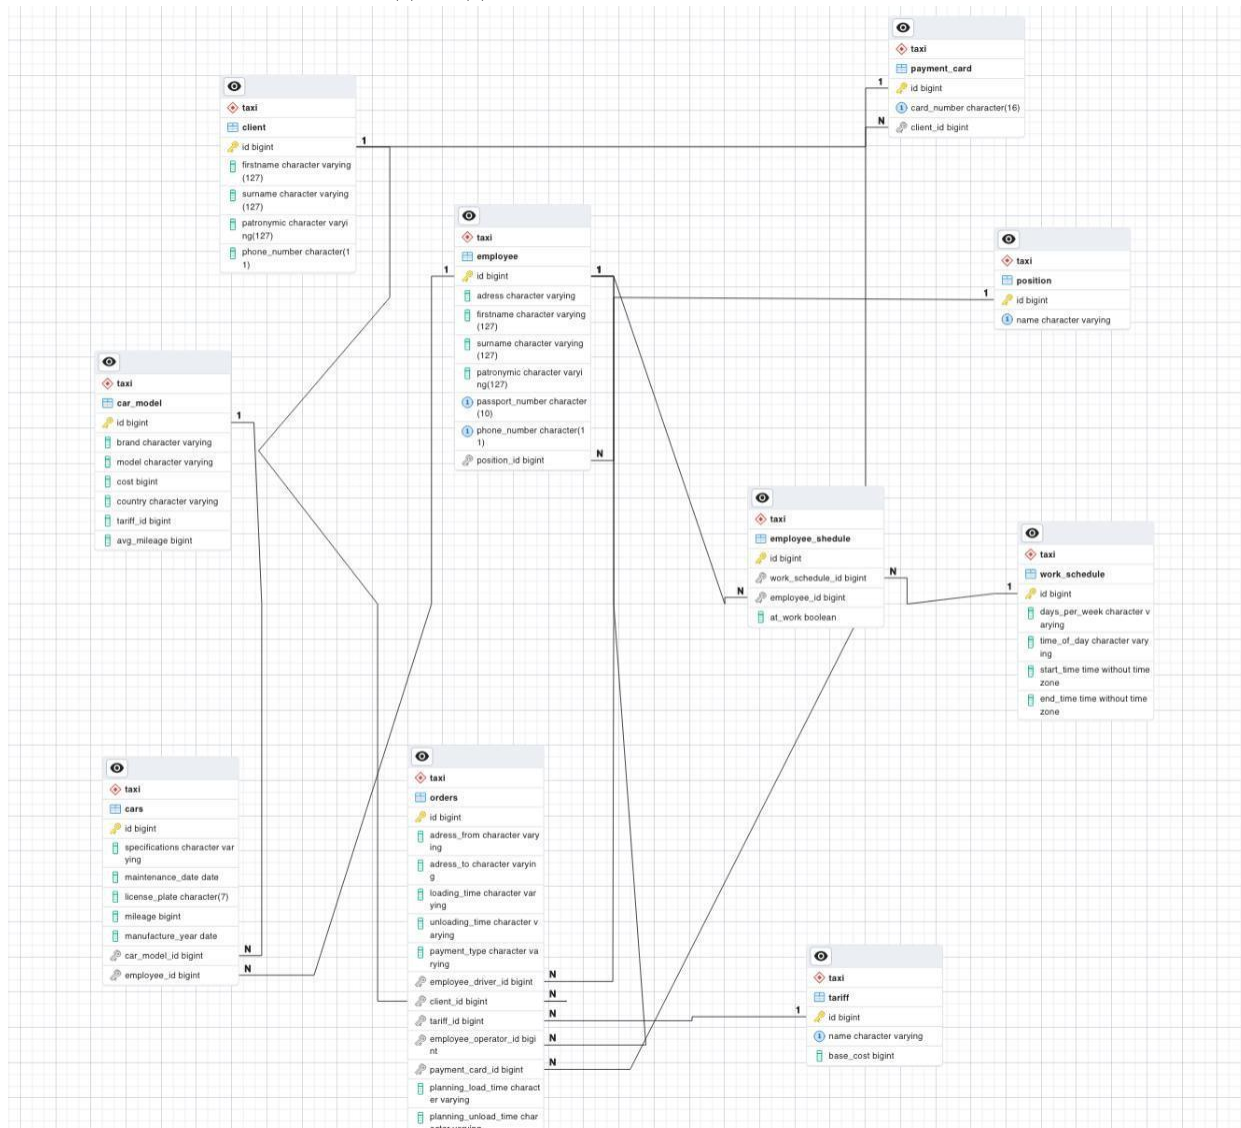 taxi
payment_card
1
id bigint
card_number character(16)
N
client_id bigint
taxi
client
id bigint
1
firstname character varying
(127)
surname character varying
(127)
patronymic character varyi
ng(127)
phone_number character(1
1)
taxi
employee
1
id bigint
1
adress character varying
firstname character varying
(127)
surname character varying
(127)
patronymic character varyi
ng(127)
passport_number character
(10)
phone_number character(1
1)
position_id bigint
N
taxi
position
1
id bigint
name character varying
taxi
car_model
id bigint
1
brand character varying
model character varying
cost bigint
country character varying
tariff_id bigint
avg_mileage bigint
taxi
employee_shedule
id bigint
work_schedule_id bigint
N
N
employee_id bigint
at_work boolean
taxi
work_schedule
1
id bigint
days_per_week character v
arying
time_of_day character vary
ing
start_time time without time
zone
end_time time without time
zone
taxi
cars
id bigint
specifications character var
ying
maintenance_date date
license_plate character(7)
mileage bigint
manufacture_year date
car_model_id bigint
N
employee_id bigint
N
taxi
orders
id bigint
adress_from character vary
ing
adress_to character varyin
g
loading_time character var
ying
unloading_time character v
arying
payment_type character va
rying
employee_driver_id bigint
N
client_id bigint
N
tariff_id bigint
N
employee_operator_id bigi
nt
N
payment_card_id bigint
N
planning_load_time charact
er varying
planning_unload_time char
taxi
tariff
1
id bigint
name character varying
base_cost bigint